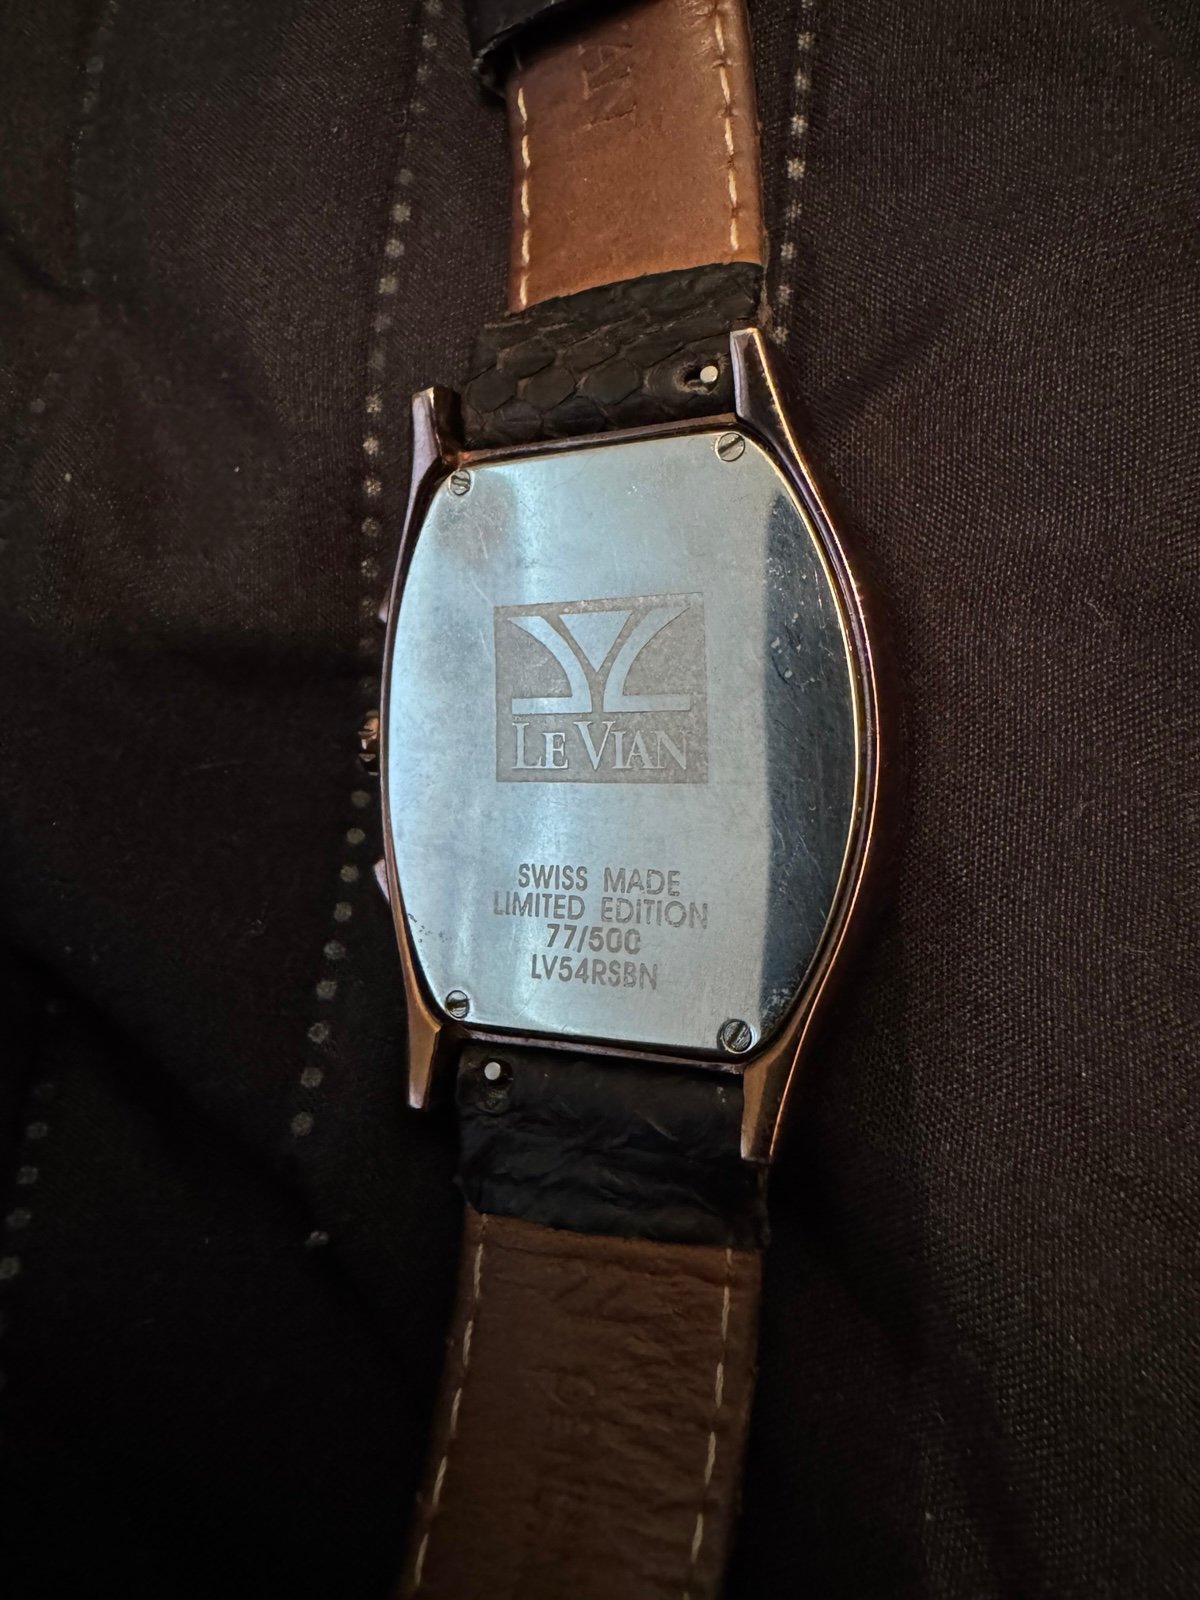 LE VIAN
SWISS MADE
LIMITED EDITION
77/500
LV54RSBN